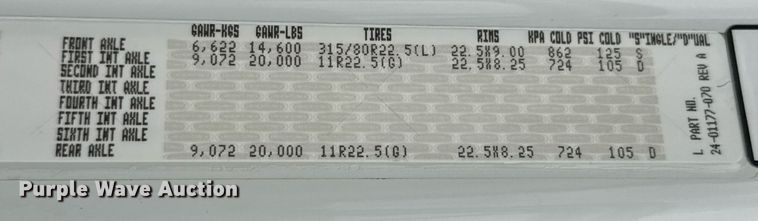 GAWR-KGS GAWR-LBS TIRES RIMS KPA COLD PSI COLD "S"INGLE/"D"UAL
FRONT AXLE 6,622 14,600 315/80R22.5(L) 22.5X9.00 862 125 S
FIRST INT AXLE 9,072 20,000 11R22.5(G) 22.5X8.25 724 105 D
SECOND INT AXLE
THIRD INT AXLE
FOURTH INT AXLE
FIFTH INT AXLE
SIXTH INT AXLE
REAR AXLE 9,072 20,000 11R22.5(G) 22.5X8.25 724 105 D
L PART NO.
24-01177-070 REV A
Purple Wave Auction